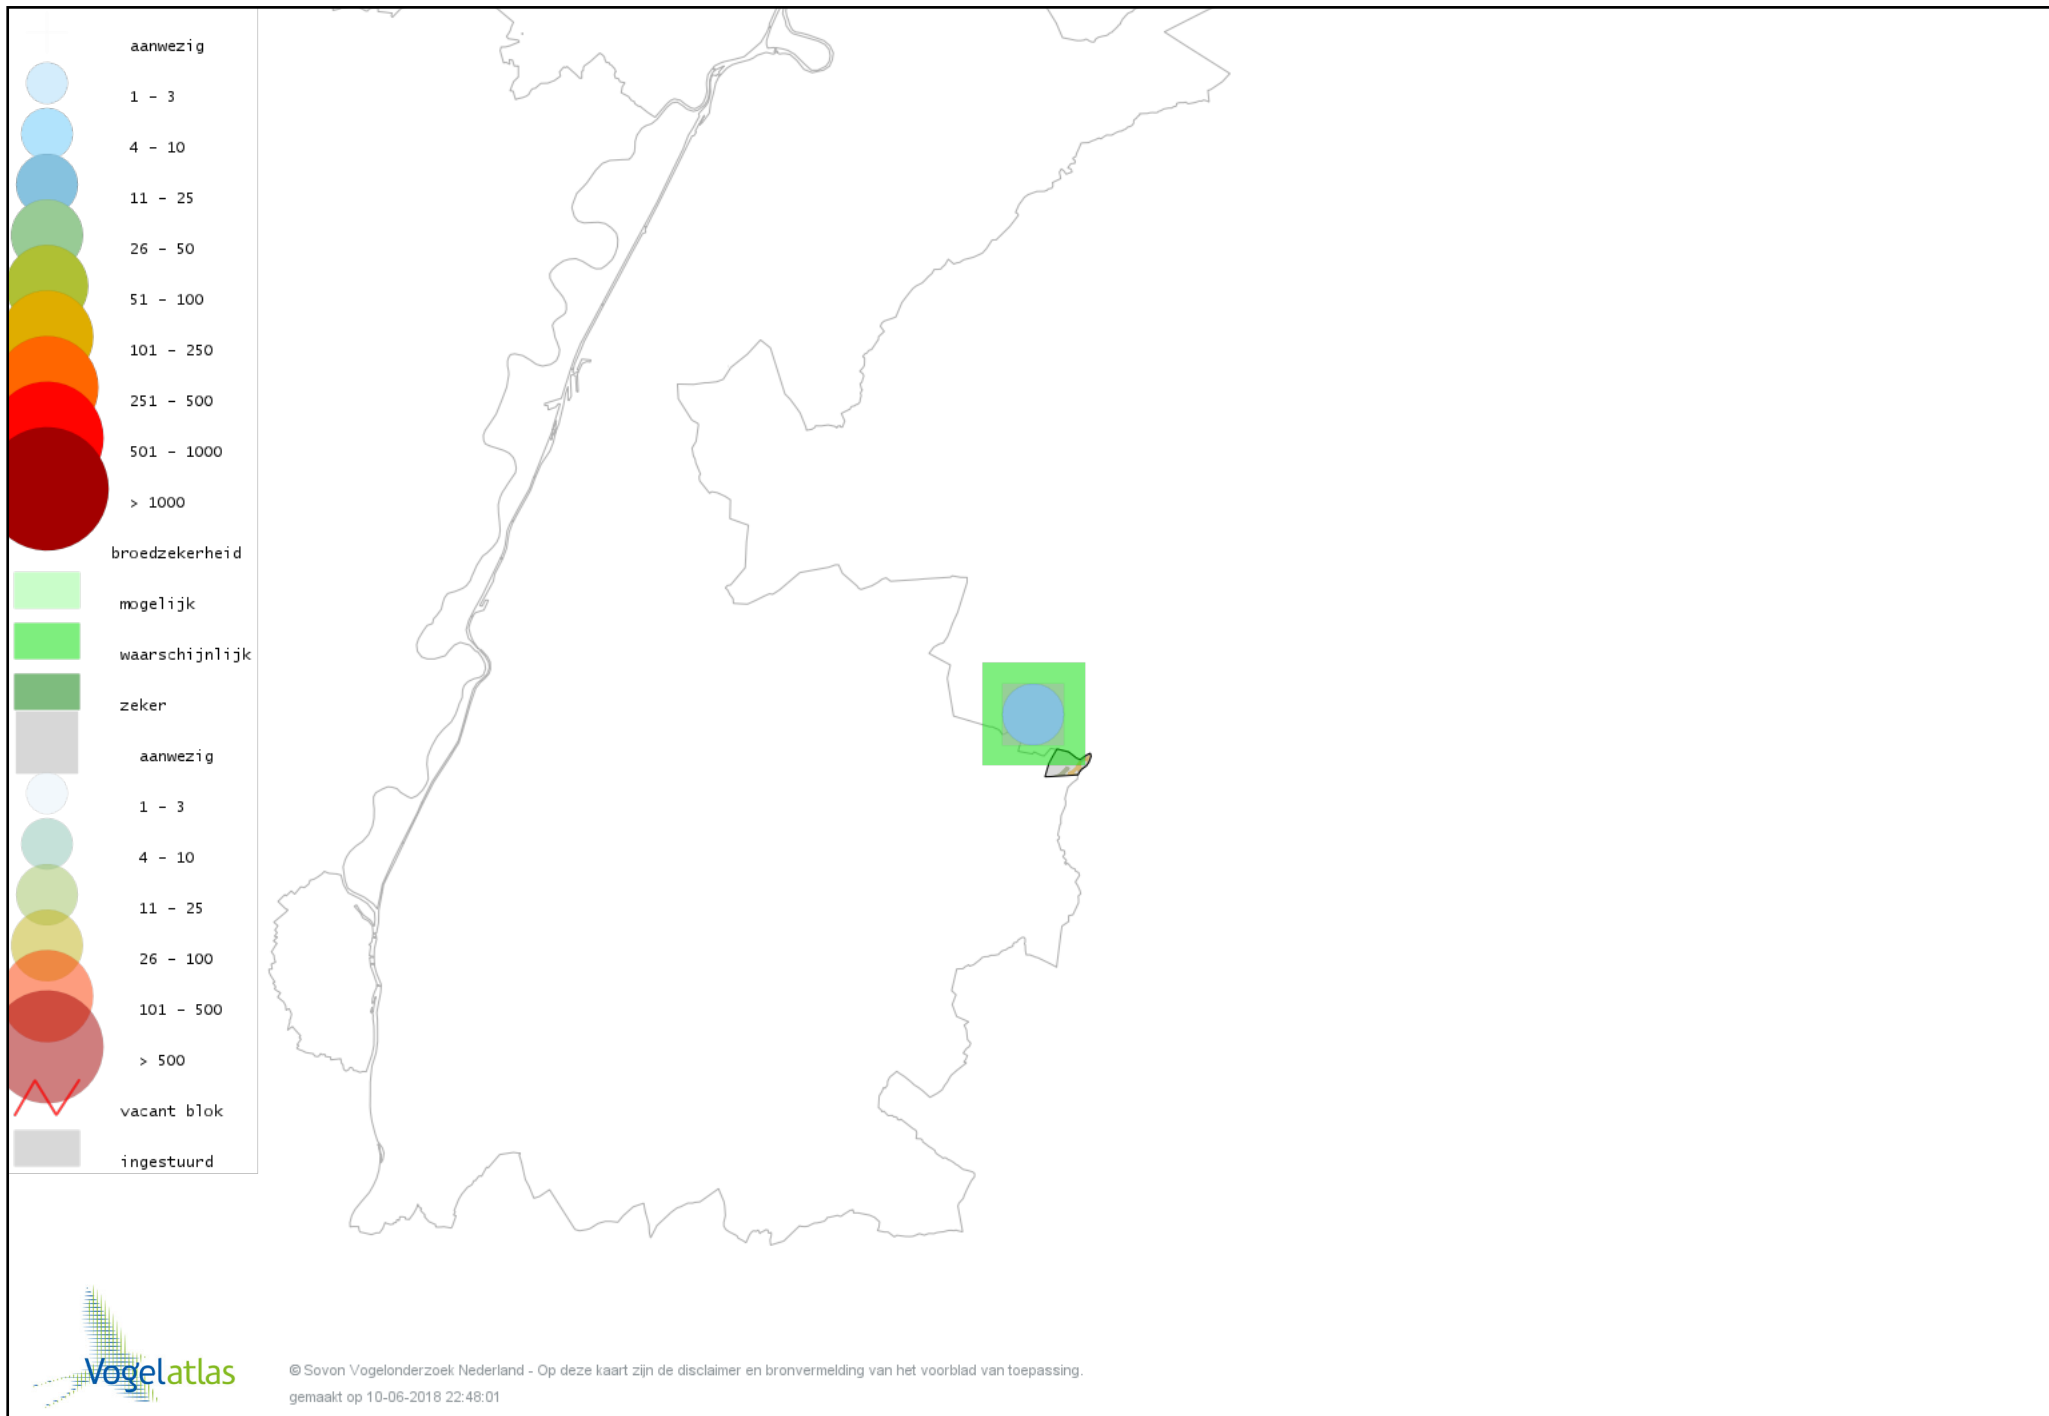 aanwezig
1 - 3
4 - 10
11 - 25
26 - 50
51 - 100
101 - 250
251 - 500
501 - 1000
> 1000
broedzekerheid
mogelijk
waarschijnlijk
zeker
aanwezig
1 - 3
4 - 10
11 - 25
26 - 100
101 - 500
> 500
vacant blok
ingestuurd
Vogelatlas
© Sovon Vogelonderzoek Nederland - Op deze kaart zijn de disclaimer en bronvermelding van het voorblad van toepassing.
gemaakt op 10-06-2018 22:48:01